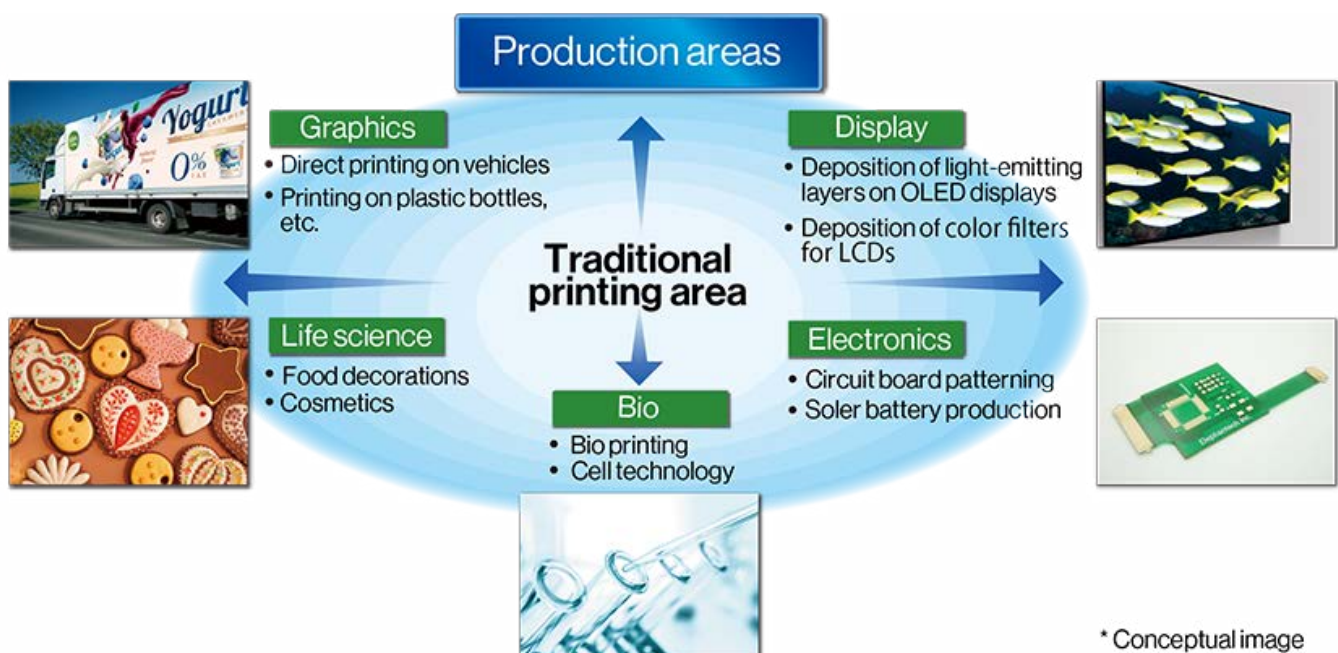 Production areas
Graphics
• Direct printing on vehicles
• Printing on plastic bottles,
etc.
Display
• Deposition of light-emitting
layers on OLED displays
• Deposition of color filters
for LCDs
Traditional
printing area
Life science
• Food decorations
• Cosmetics
Bio
• Bio printing
• Cell technology
Electronics
• Circuit board patterning
• Soler battery production
Yogurt
0%
* Conceptual image